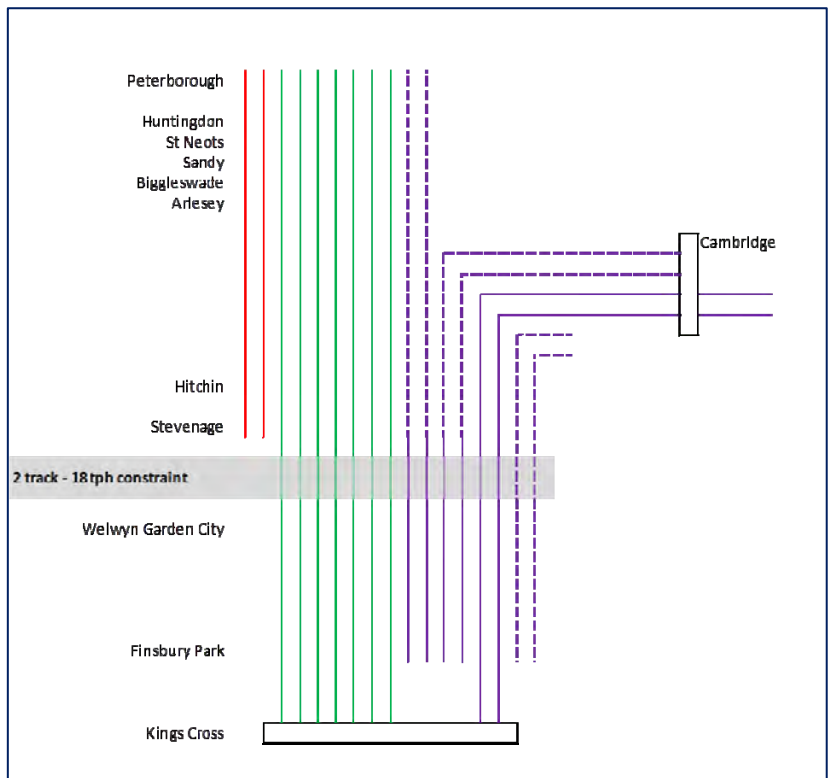 Peterborough
Huntingdon
St Neots
Sandy
Biggleswade
Arlesey
Cambridge
Hitchin
Stevenage
2 track - 18tph constraint
Welwyn Garden City
Finsbury Park
Kings Cross